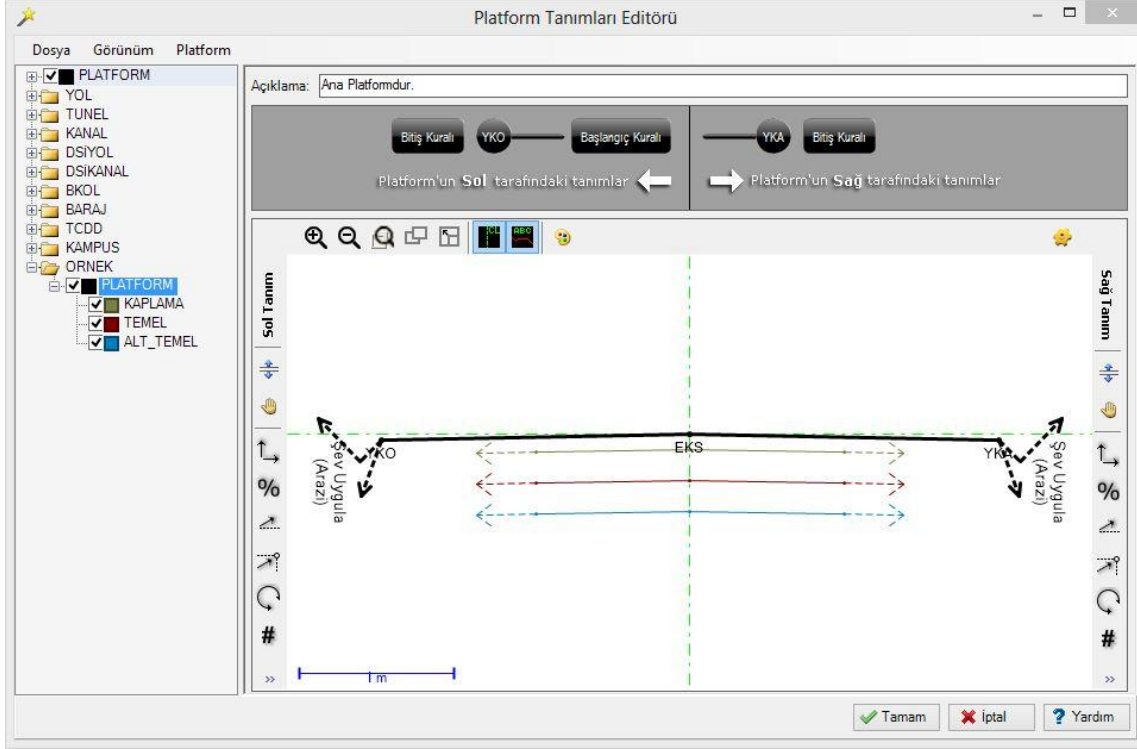 Platform Tanımları Editörü
Dosya Görünüm Platform
PLATFORM
YOL
TUNEL
KANAL
DSİYOL
DSİKANAL
BKOL
BARAJ
TCDD
KAMPUS
ORNEK
PLATFORM
KAPLAMA
TEMEL
ALT_TEMEL
Açıklama: Ana Platformdur.
Bitiş Kuralı YKO Başlangıç Kuralı YKA Bitiş Kuralı
Platform'un Sol tarafındaki tanımlar
Platform'un Sağ tarafındaki tanımlar
CL ABC
Sol Tanım
%
#
»
YKO EKS YKA
Şev Uygula
(Arazi)
Şev Uygula
(Arazi)
1 m
Sağ Tanım
%
#
»
Tamam İptal Yardım